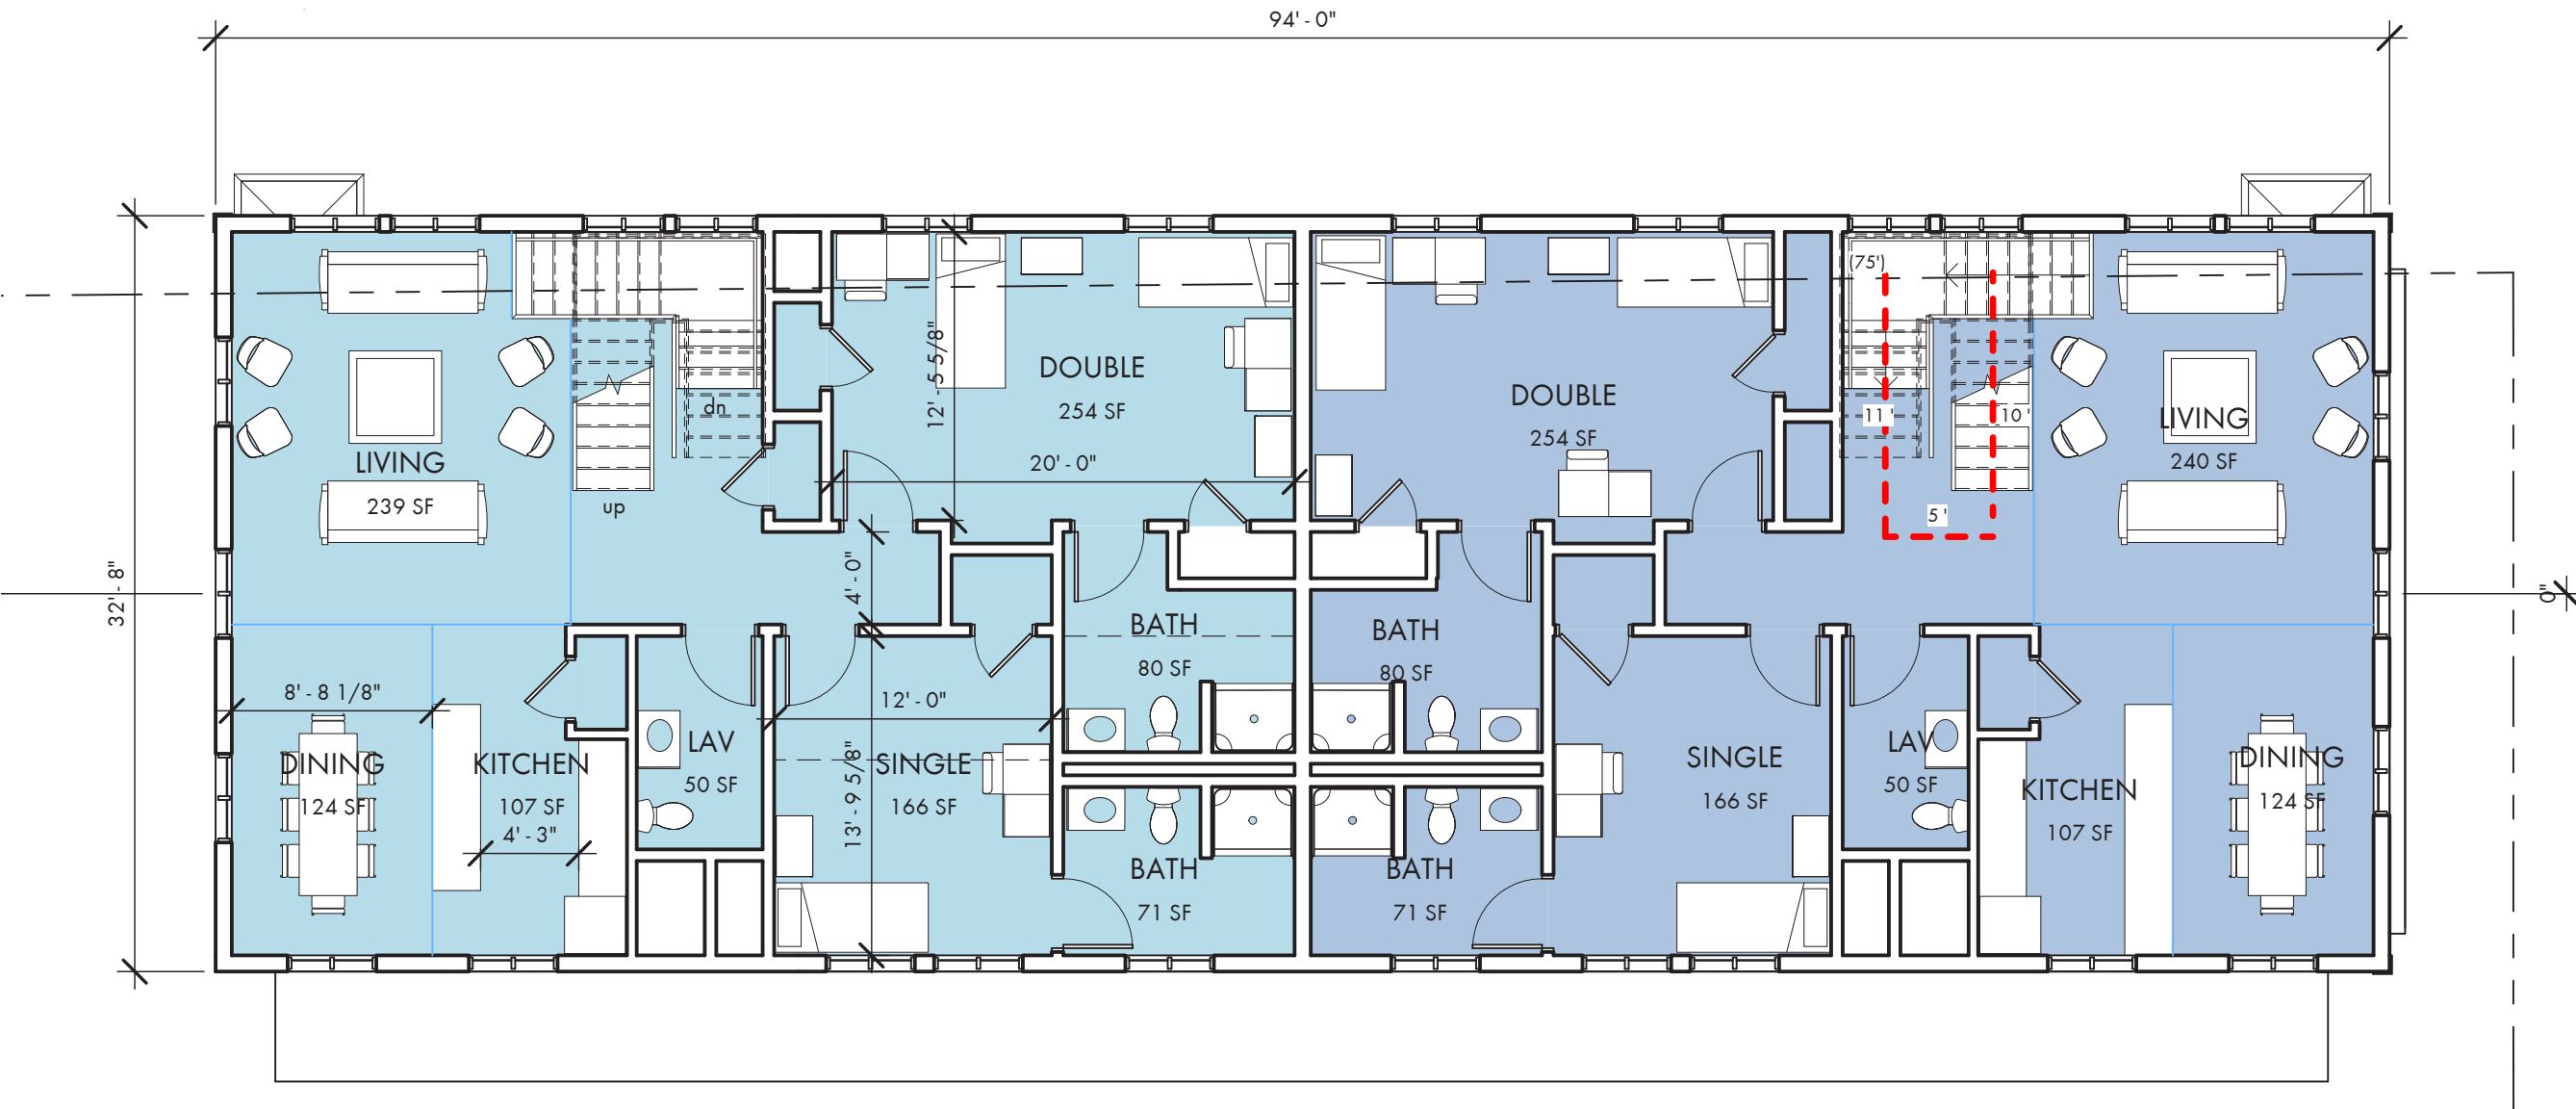 94' - 0"
32' - 8"
0"
LIVING
239 SF
up
dn
12' - 5 5/8"
DOUBLE
254 SF
20' - 0"
4' - 0"
DOUBLE
254 SF
(75')
11 '
10 '
5 '
LIVING
240 SF
8' - 8 1/8"
DINING
124 SF
KITCHEN
107 SF
4' - 3"
LAV
50 SF
12' - 0"
13' - 9 5/8"
SINGLE
166 SF
BATH
80 SF
BATH
71 SF
BATH
80 SF
BATH
71 SF
SINGLE
166 SF
LAV
50 SF
KITCHEN
107 SF
DINING
124 SF